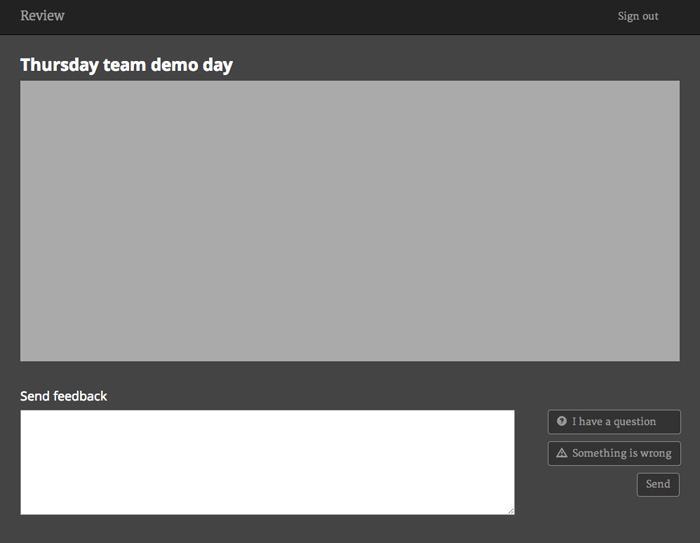 Review
Sign out
Thursday team demo day
Send feedback
I have a question
Something is wrong
Send